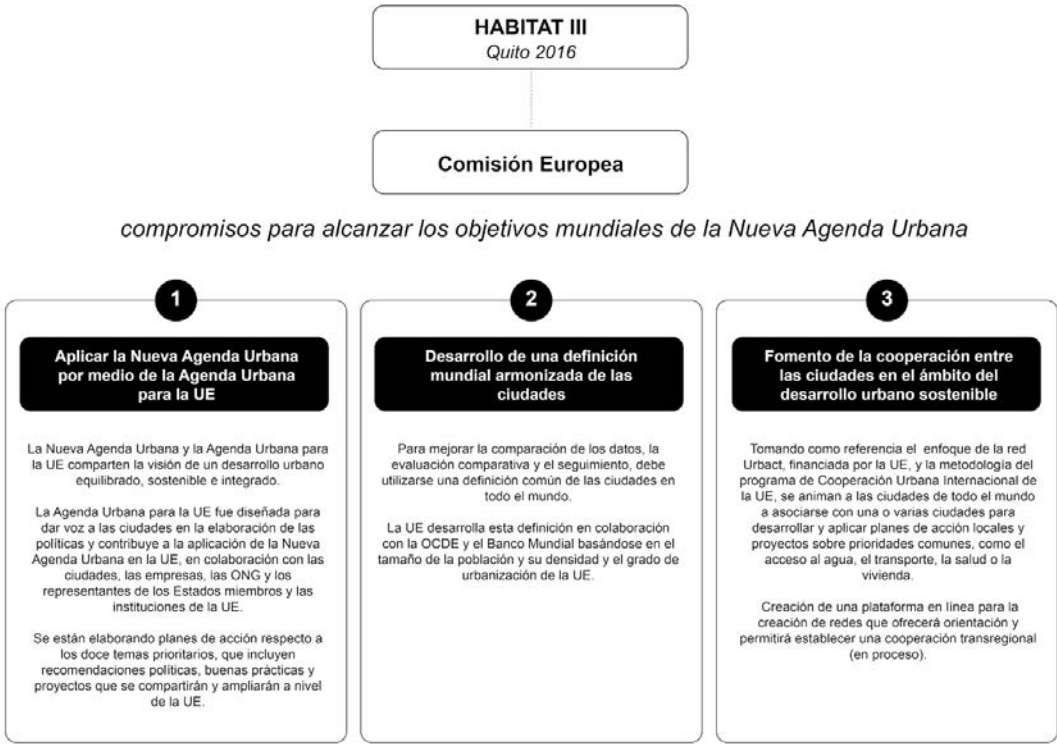 HABITAT III
Quito 2016
Comisión Europea
compromisos para alcanzar los objetivos mundiales de la Nueva Agenda Urbana
1
Aplicar la Nueva Agenda Urbana
por medio de la Agenda Urbana
para la UE
La Nueva Agenda Urbana y la Agenda Urbana para
la UE comparten la visión de un desarrollo urbano
equilibrado, sostenible e integrado.
La Agenda Urbana para la UE fue diseñada para
dar voz a las ciudades en la elaboración de las
políticas y contribuye a la aplicación de la Nueva
Agenda Urbana en la UE, en colaboración con las
ciudades, las empresas, las ONG y los
representantes de los Estados miembros y las
instituciones de la UE.
Se están elaborando planes de acción respecto a
los doce temas prioritarios, que incluyen
recomendaciones políticas, buenas prácticas y
proyectos que se compartirán y ampliarán a nivel
de la UE.
2
Desarrollo de una definición
mundial armonizada de las
ciudades
Para mejorar la comparación de los datos, la
evaluación comparativa y el seguimiento, debe
utilizarse una definición común de las ciudades en
todo el mundo.
La UE desarrolla esta definición en colaboración
con la OCDE y el Banco Mundial basándose en el
tamaño de la población y su densidad y el grado de
urbanización de la UE.
3
Fomento de la cooperación entre
las ciudades en el ámbito del
desarrollo urbano sostenible
Tomando como referencia el enfoque de la red
Urbact, financiada por la UE, y la metodología del
programa de Cooperación Urbana Internacional de
la UE, se animan a las ciudades de todo el mundo
a asociarse con una o varias ciudades para
desarrollar y aplicar planes de acción locales y
proyectos sobre prioridades comunes, como el
acceso al agua, el transporte, la salud o la
vivienda.
Creación de una plataforma en línea para la
creación de redes que ofrecerá orientación y
permitirá establecer una cooperación transregional
(en proceso).